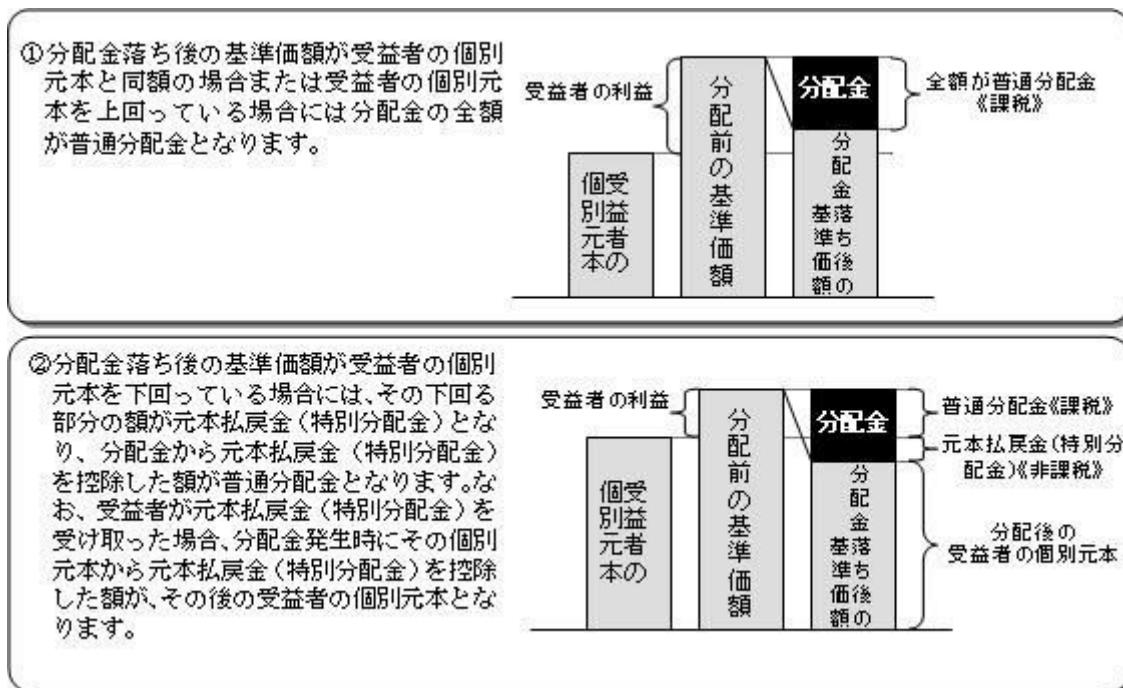 ①分配金落ち後の基準価額が受益者の個別
元本と同額の場合または受益者の個別元
本を上回っている場合には分配金の全額
が普通分配金となります。
受益者の利益
受益者の
個別元本
分配前の基準価額
分配金
分配金落ち後の
基準価額
全額が普通分配金
《課税》
②分配金落ち後の基準価額が受益者の個別
元本を下回っている場合には、その下回る
部分の額が元本払戻金(特別分配金)とな
り、分配金から元本払戻金(特別分配金)
を控除した額が普通分配金となります。な
お、受益者が元本払戻金(特別分配金)を
受け取った場合、分配金発生時にその個別
元本から元本払戻金(特別分配金)を控除
した額が、その後の受益者の個別元本とな
ります。
受益者の利益
受益者の
個別元本
分配前の基準価額
分配金
分配金落ち後の
基準価額
普通分配金《課税》
元本払戻金(特別分
配金)《非課税》
分配後の
受益者の個別元本